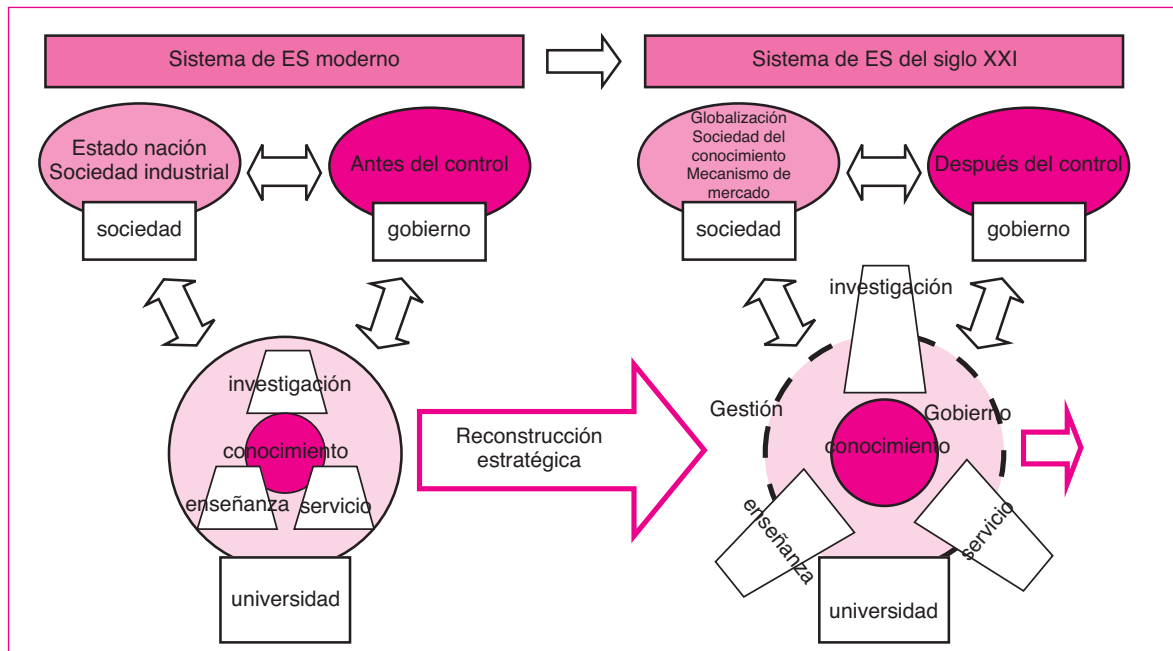 Sistema de ES moderno
Sistema de ES del siglo XXI
Estado nación
Sociedad industrial
Antes del control
sociedad
gobierno
Globalización
Sociedad del
conocimiento
Mecanismo de
mercado
Después del control
sociedad
gobierno
investigación
conocimiento
enseñanza
servicio
universidad
Reconstrucción
estratégica
investigación
Gestión
Gobierno
conocimiento
enseñanza
servicio
universidad